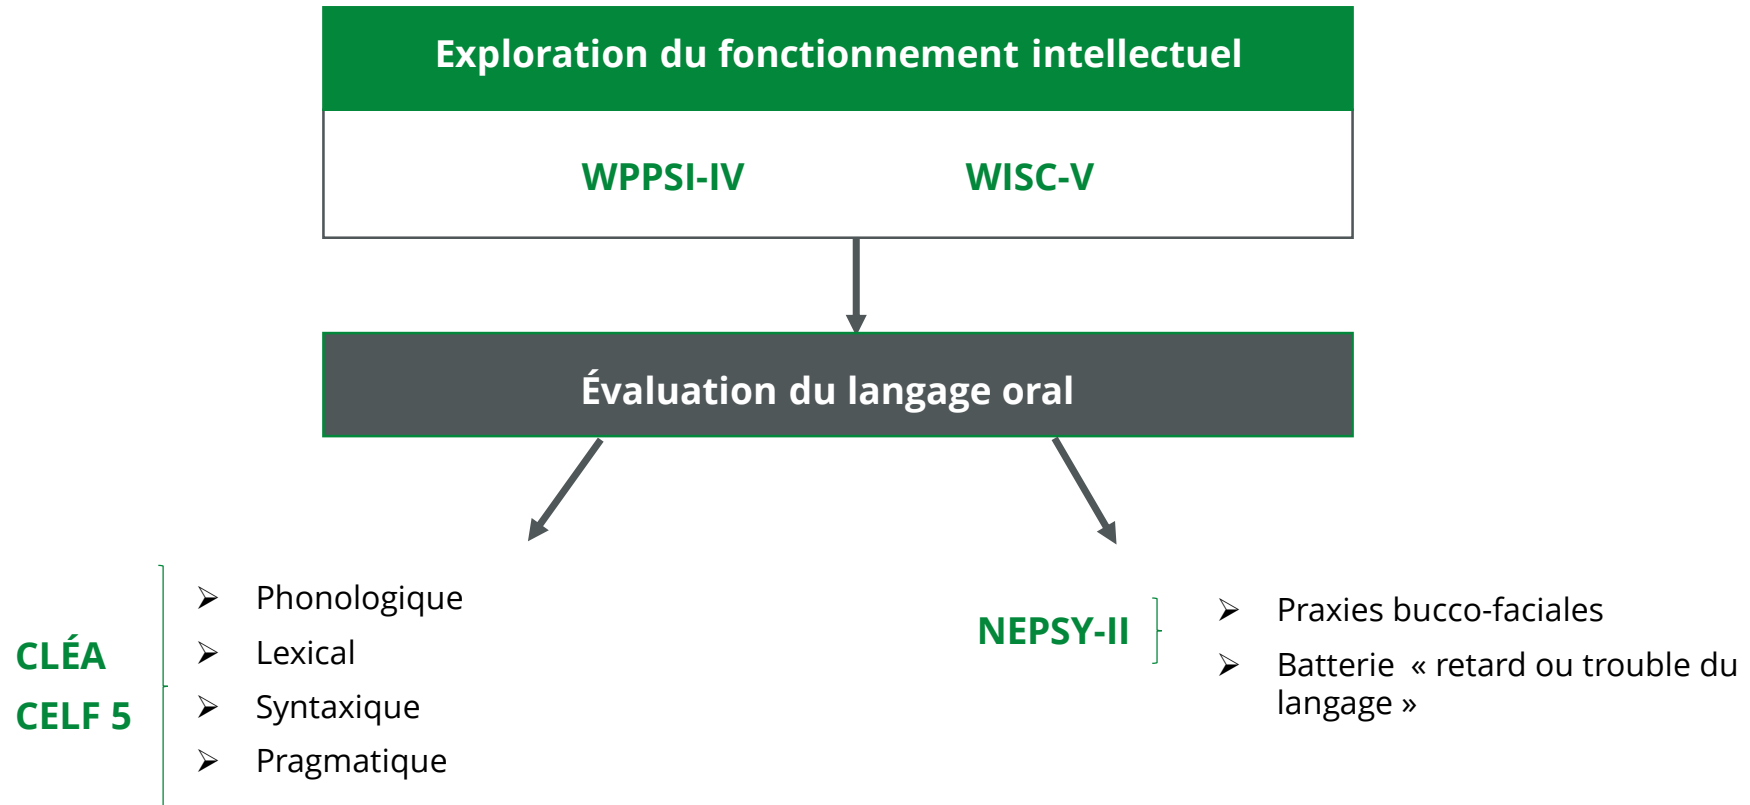 Exploration du fonctionnement intellectuel
WPPSI-IV
WISC-V
Évaluation du langage oral
CLÉA
CELF 5
Phonologique
Lexical
Syntaxique
Pragmatique
NEPSY-II
Praxies bucco-faciales
Batterie « retard ou trouble du
langage »